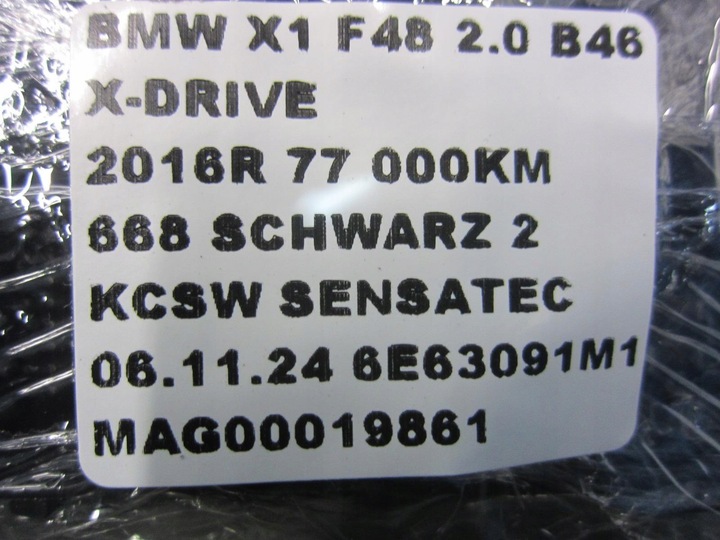 BMW X1 F48 2.0 B46
X-DRIVE
2016R 77 000KM
668 SCHWARZ 2
KCSW SENSATEC
06.11.24 6E63091M1
MAG00019861